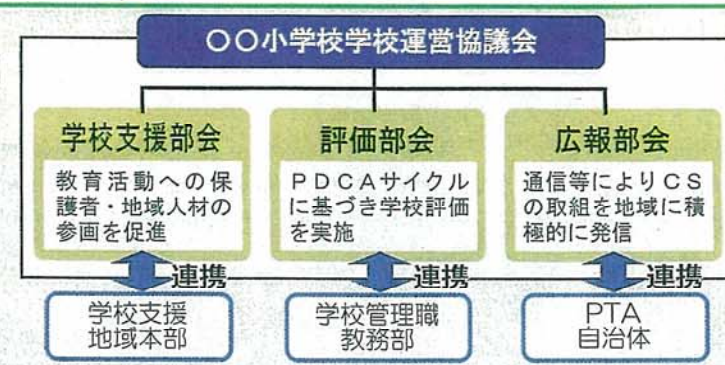 〇〇小学校学校運営協議会
学校支援部会
教育活動への保
護者・地域人材の
参画を促進
評価部会
ＰＤＣＡサイクル
に基づき学校評価
を実施
広報部会
通信等によりＣＳ
の取組を地域に積
極的に発信
連携
連携
連携
学校支援
地域本部
学校管理職
教務部
PTA
自治体